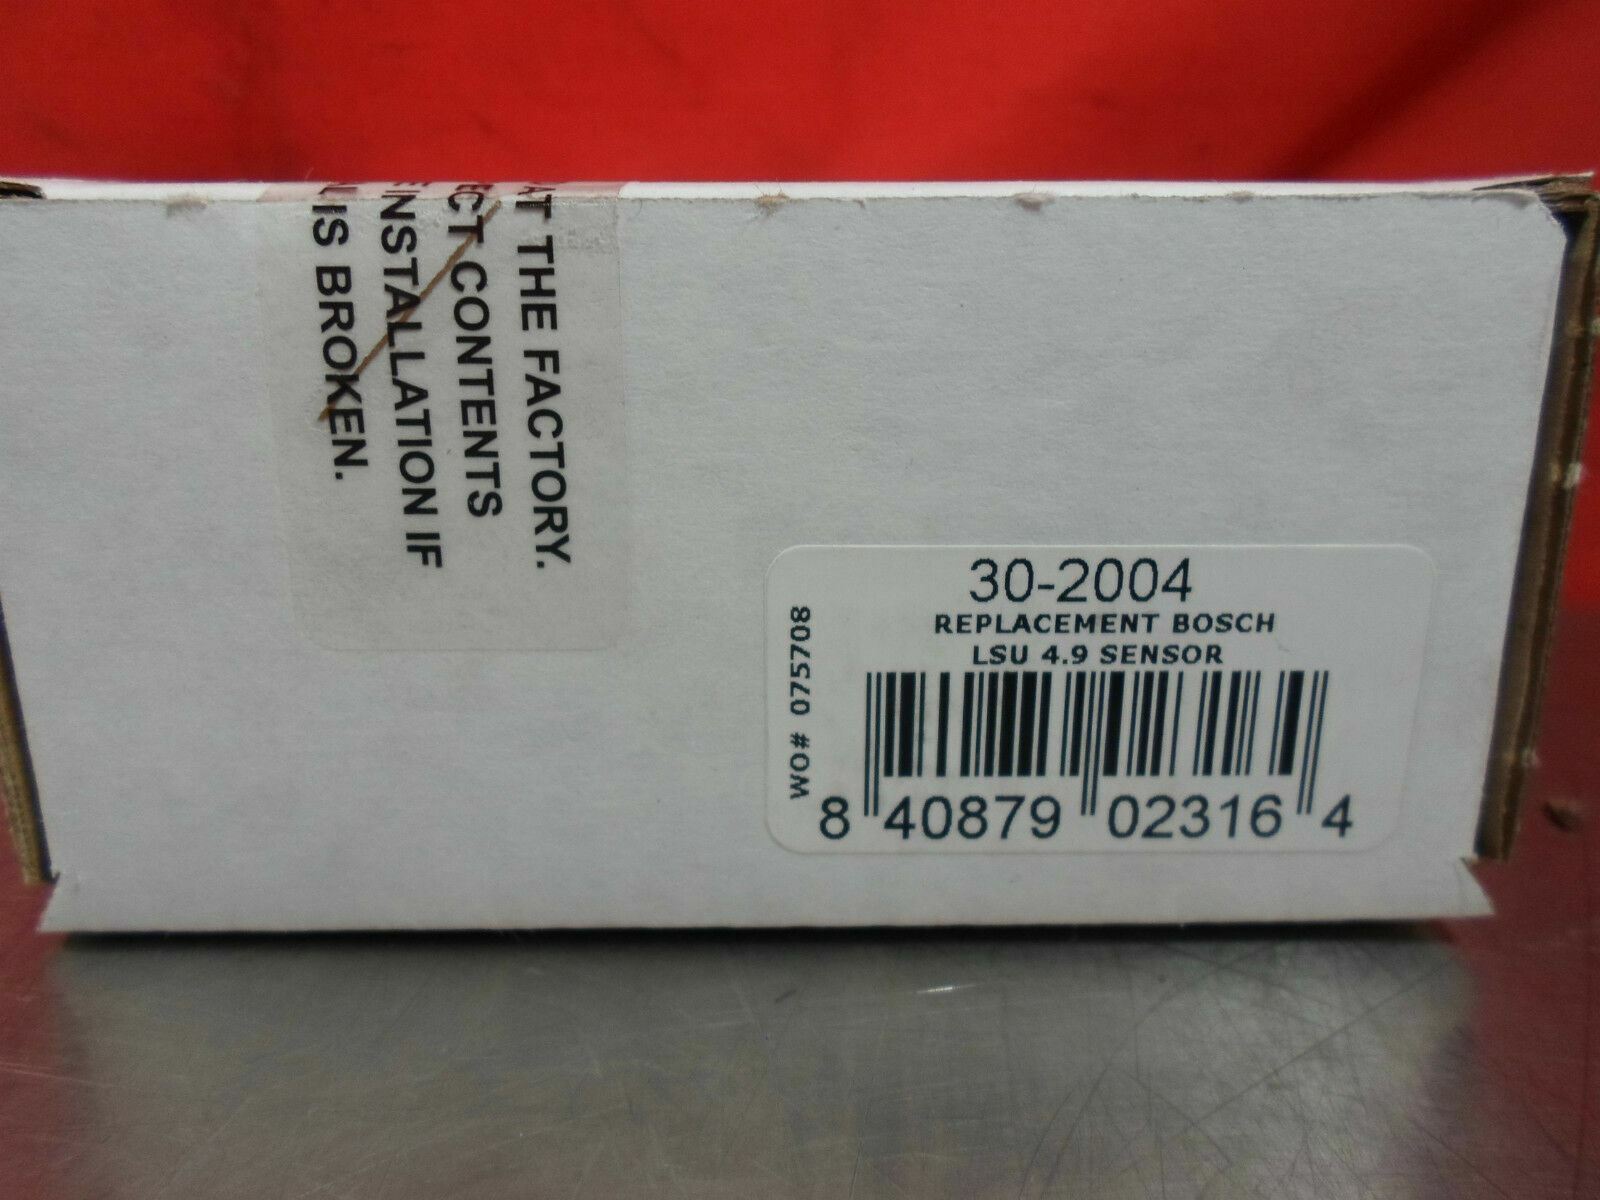 AT THE FACTORY.
CONTENTS
INSTALLATION IF
IS BROKEN.
30-2004
REPLACEMENT BOSCH
LSU 4.9 SENSOR
WO# 075708
8 40879 02316 4